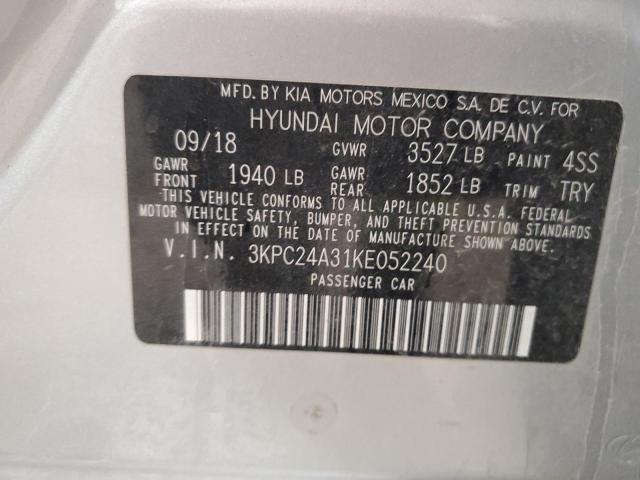 MFD. BY KIA MOTORS MEXICO S.A. DE C.V. FOR
HYUNDAI MOTOR COMPANY
09/18 GVWR 3527 LB PAINT 4SS
GAWR FRONT 1940 LB GAWR REAR 1852 LB TRIM TRY
THIS VEHICLE CONFORMS TO ALL APPLICABLE U.S.A. FEDERAL
MOTOR VEHICLE SAFETY, BUMPER, AND THEFT PREVENTION STANDARDS
IN EFFECT ON THE DATE OF MANUFACTURE SHOWN ABOVE.
V.I.N. 3KPC24A31KE052240
PASSENGER CAR